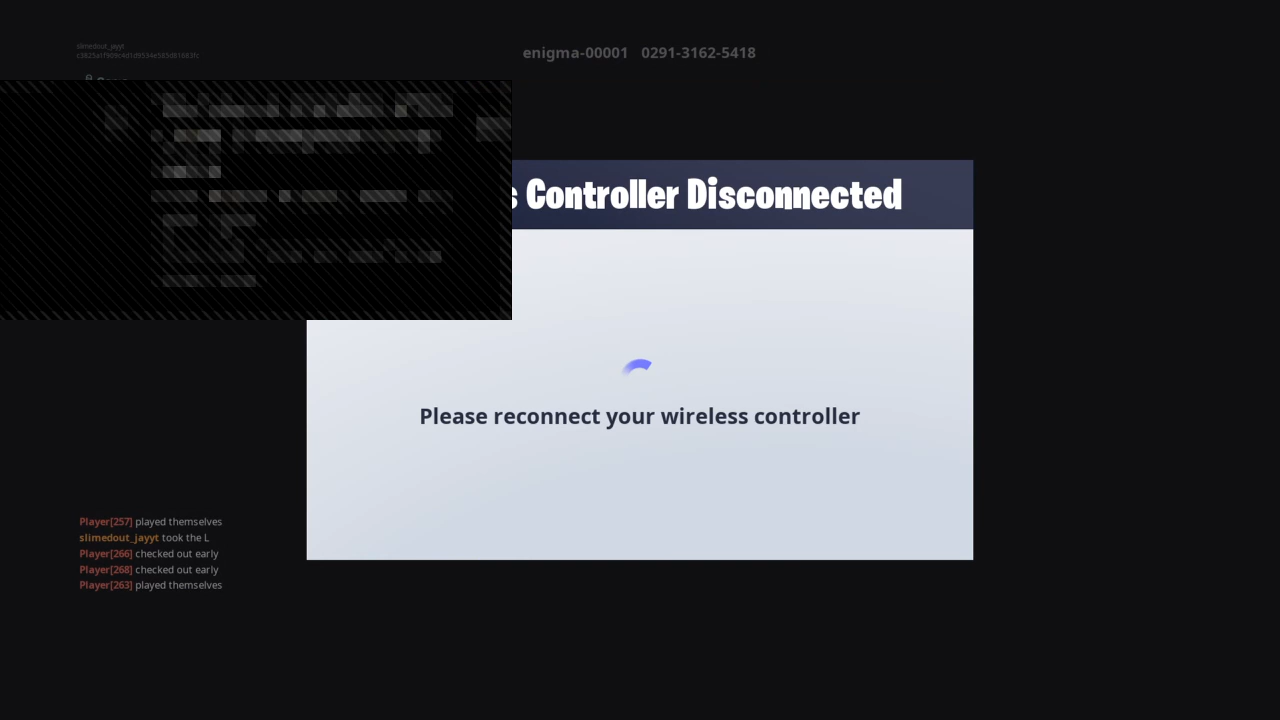 slimedout_jayyt
enigma-00001 0291-3162-5418
Controller Disconnected
Please reconnect your wireless controller
Player[257] played themselves
slimedout_jayyt took the L
Player[266] checked out early
Player[268] checked out early
Player[263] played themselves